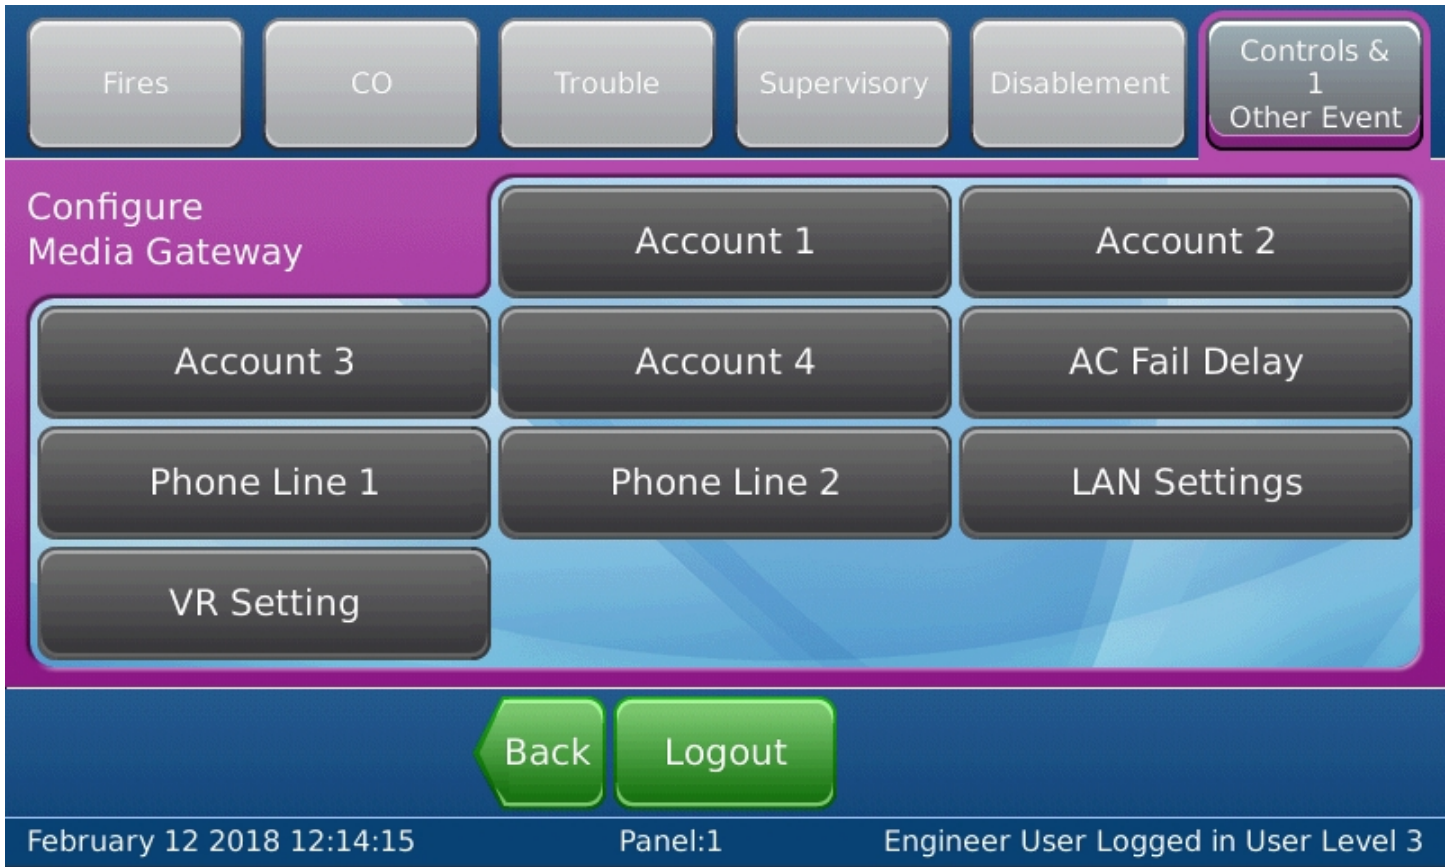 Fires
CO
Trouble
Supervisory
Disablement
Controls &
1
Other Event
Configure
Media Gateway
Account 1
Account 2
Account 3
Account 4
AC Fail Delay
Phone Line 1
Phone Line 2
LAN Settings
VR Setting
Back
Logout
February 12 2018 12:14:15
Panel:1
Engineer User Logged in User Level 3